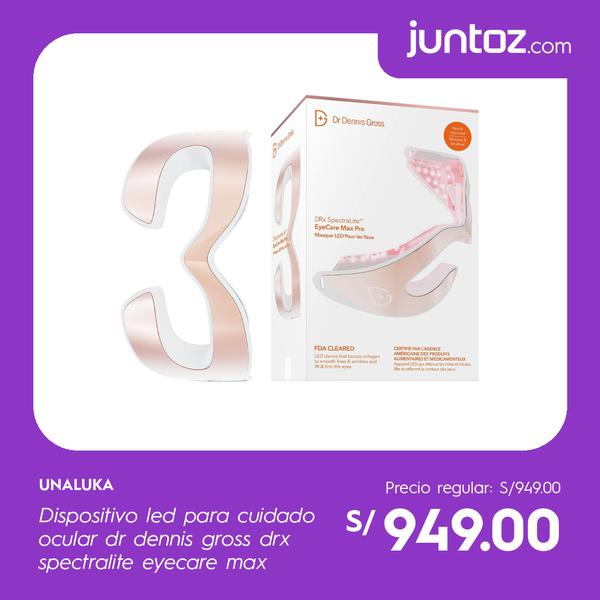 juntoz.com
Dr Dennis Gross
DRx SpectraLite™
EyeCare Max Pro
Masque LED Pour les Yeux
FDA CLEARED
LED device that boosts collagen
to smooth lines & wrinkles and
lift & firm the eyes
CERTIFIÉ PAR L'AGENCE
AMÉRICAINE DES PRODUITS
ALIMENTAIRES ET MÉDICAMENTEUX
UNALUKA
Dispositivo led para cuidado
ocular dr dennis gross drx
spectralite eyecare max
Precio regular: S/949.00
S/ 949.00